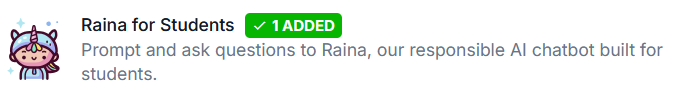 Raina for Students ✓ 1 ADDED
Prompt and ask questions to Raina, our responsible AI chatbot built for
students.